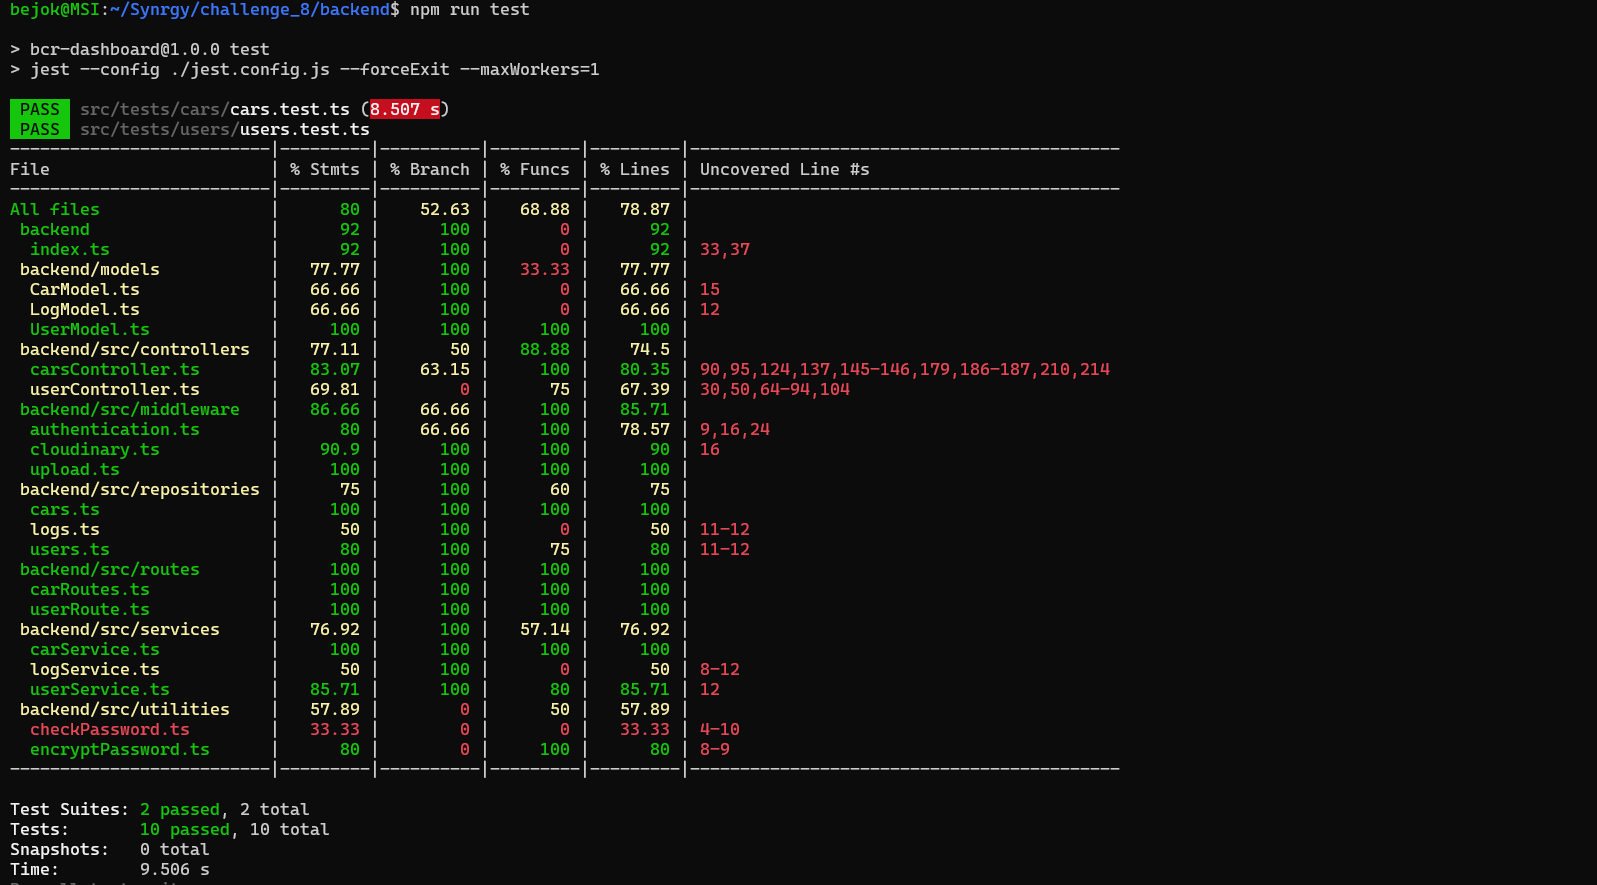 bejok@MSI:~/Synrgy/challenge_8/backend$ npm run test
> bcr-dashboard@1.0.0 test
> jest --config ./jest.config.js --forceExit --maxWorkers=1
PASS src/tests/cars/cars.test.ts (8.507 s)
PASS src/tests/users/users.test.ts
--------------------------|---------|----------|---------|---------|-------------------------------------------
File                      | % Stmts | % Branch | % Funcs | % Lines | Uncovered Line #s
--------------------------|---------|----------|---------|---------|-------------------------------------------
All files                 |      80 |    52.63 |   68.88 |   78.87 |
 backend                  |      92 |      100 |       0 |      92 |
  index.ts                |      92 |      100 |       0 |      92 | 33,37
 backend/models           |   77.77 |      100 |   33.33 |   77.77 |
  CarModel.ts             |   66.66 |      100 |       0 |   66.66 | 15
  LogModel.ts             |   66.66 |      100 |       0 |   66.66 | 12
  UserModel.ts            |     100 |      100 |     100 |     100 |
 backend/src/controllers  |   77.11 |       50 |   88.88 |    74.5 |
  carsController.ts       |   83.07 |    63.15 |     100 |   80.35 | 90,95,124,137,145-146,179,186-187,210,214
  userController.ts       |   69.81 |        0 |      75 |   67.39 | 30,50,64-94,104
 backend/src/middleware   |   86.66 |    66.66 |     100 |   85.71 |
  authentication.ts       |      80 |    66.66 |     100 |   78.57 | 9,16,24
  cloudinary.ts           |    90.9 |      100 |     100 |      90 | 16
  upload.ts               |     100 |      100 |     100 |     100 |
 backend/src/repositories |      75 |      100 |      60 |      75 |
  cars.ts                 |     100 |      100 |     100 |     100 |
  logs.ts                 |      50 |      100 |       0 |      50 | 11-12
  users.ts                |      80 |      100 |      75 |      80 | 11-12
 backend/src/routes       |     100 |      100 |     100 |     100 |
  carRoutes.ts            |     100 |      100 |     100 |     100 |
  userRoute.ts            |     100 |      100 |     100 |     100 |
 backend/src/services     |   76.92 |      100 |   57.14 |   76.92 |
  carService.ts           |     100 |      100 |     100 |     100 |
  logService.ts           |      50 |      100 |       0 |      50 | 8-12
  userService.ts          |   85.71 |      100 |      80 |   85.71 | 12
 backend/src/utilities    |   57.89 |        0 |      50 |   57.89 |
  checkPassword.ts        |   33.33 |        0 |       0 |   33.33 | 4-10
  encryptPassword.ts      |      80 |        0 |     100 |      80 | 8-9
--------------------------|---------|----------|---------|---------|-------------------------------------------
Test Suites: 2 passed, 2 total
Tests:       10 passed, 10 total
Snapshots:   0 total
Time:        9.506 s